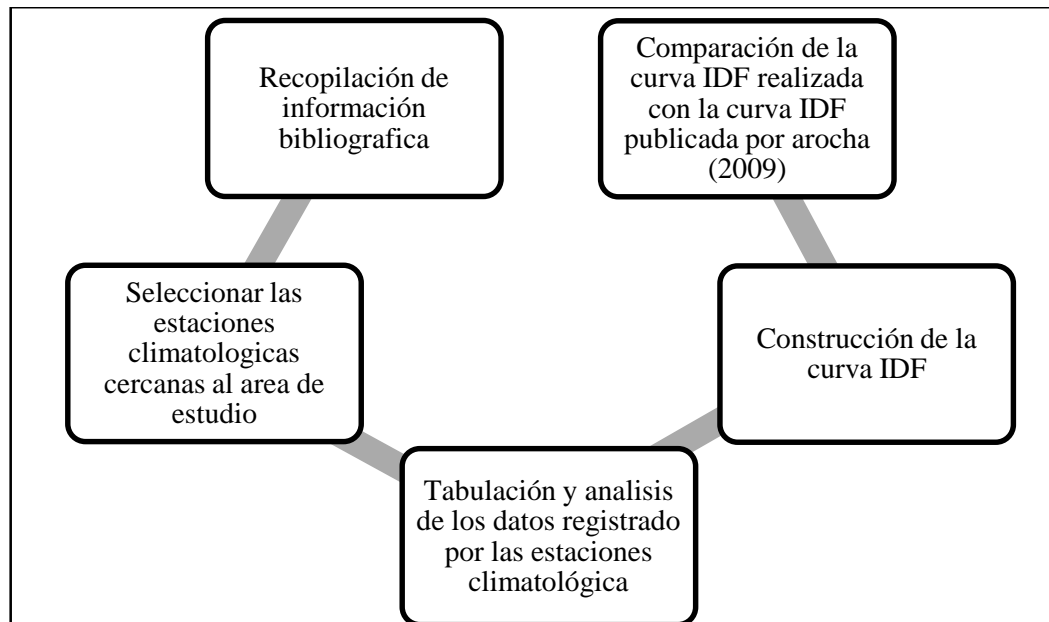 Recopilación de
información
bibliografica
Seleccionar las
estaciones
climatologicas
cercanas al area de
estudio
Tabulación y analisis
de los datos registrado
por las estaciones
climatológica
Construcción de la
curva IDF
Comparación de la
curva IDF realizada
con la curva IDF
publicada por arocha
(2009)